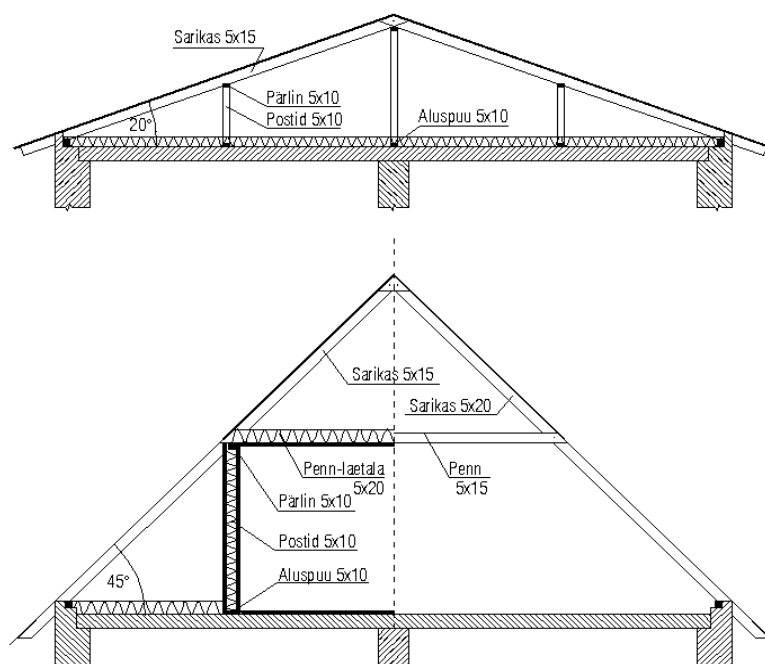 Sarikas 5x15
Pärlin 5x10
Postid 5x10
Aluspuu 5x10
20°
Sarikas 5x15
Sarikas 5x20
Penn-laetala
5x20
Penn
5x15
Pärlin 5x10
Postid 5x10
Aluspuu 5x10
45°